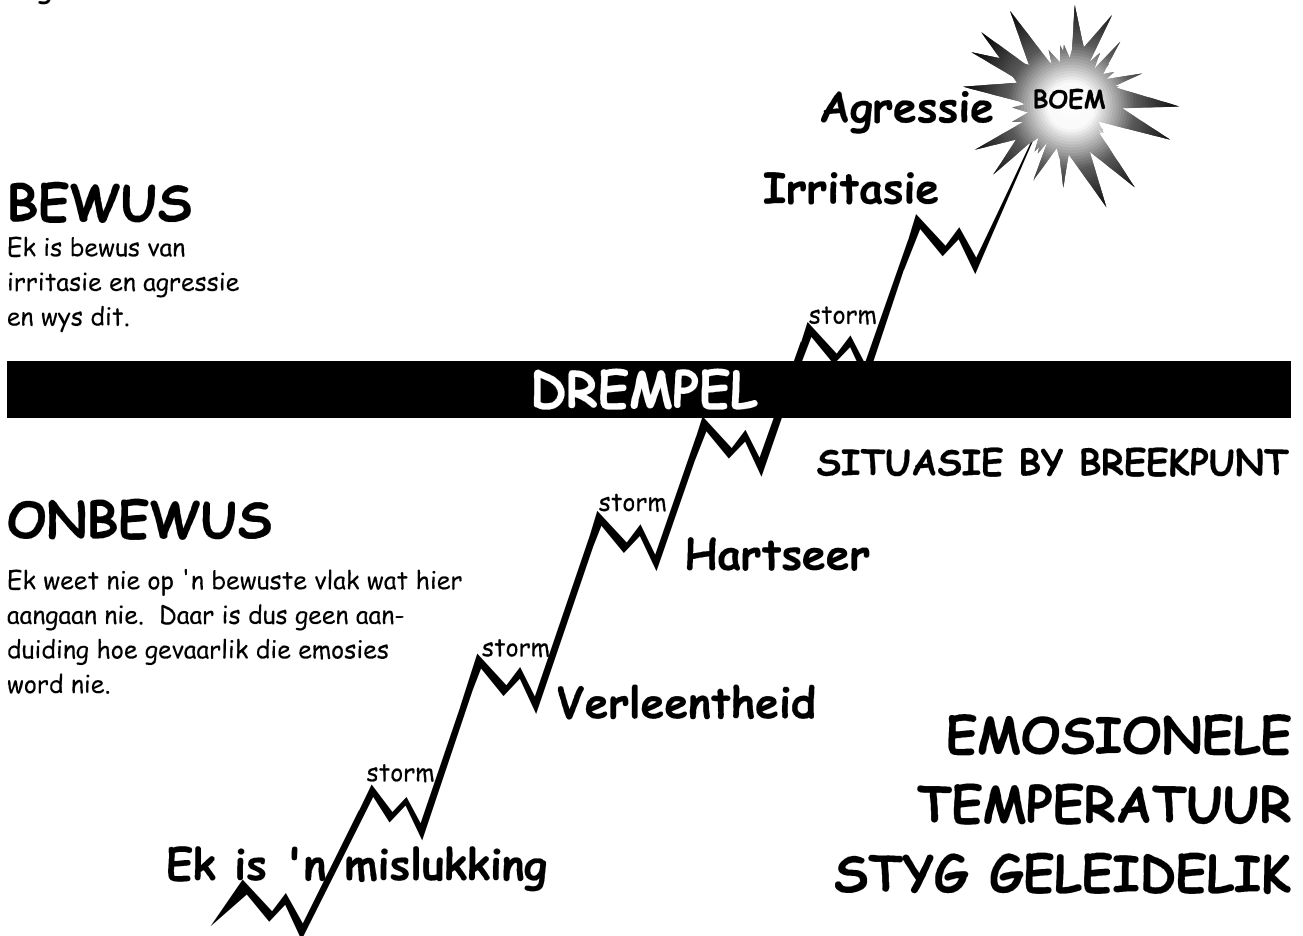 BOEM
Agressie
Irritasie
BEWUS
Ek is bewus van
irritasie en agressie
en wys dit.
storm
DREMPEL
SITUASIE BY BREEKPUNT
storm
ONBEWUS
Hartseer
Ek weet nie op 'n bewuste vlak wat hier
aangaan nie.  Daar is dus geen aan-
duiding hoe gevaarlik die emosies
word nie.
storm
Verleentheid
EMOSIONELE
TEMPERATUUR
STYG GELEIDELIK
storm
Ek is 'n mislukking